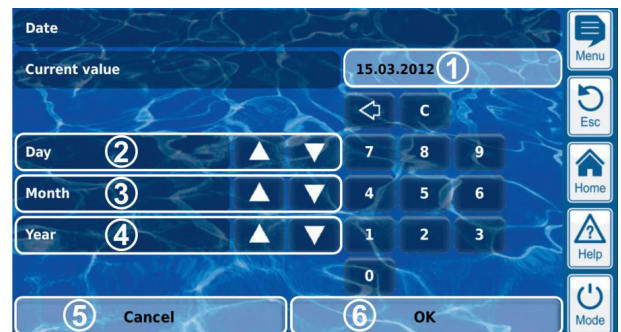 Date
Menu
Current value
15.03.2012 1
C
Esc
Day 2
7 8 9
Month 3
4 5 6
Home
Year 4
1 2 3
Help
0
5 Cancel
6 OK
Mode